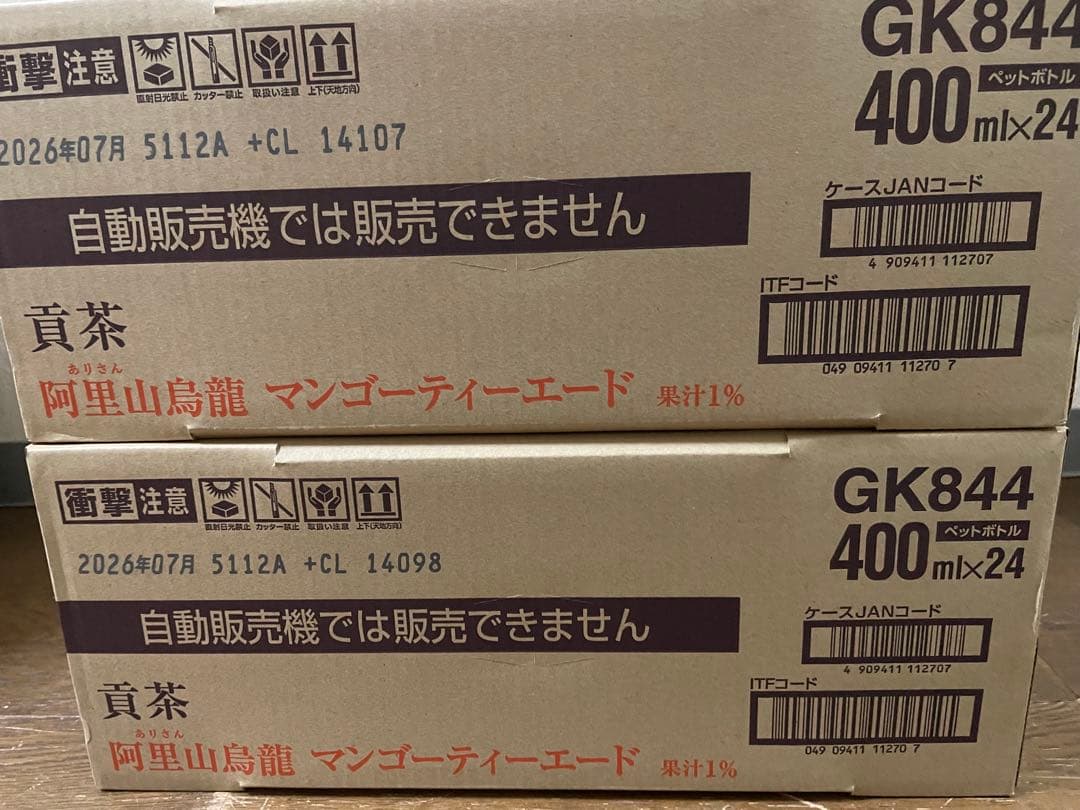 衝撃注意
直射日光禁止 カッター禁止 取扱い注意 上下(天地方向)
GK844
400ml×24 ペットボトル
2026年07月 5112A +CL 14107
自動販売機では販売できません
ケースJANコード
4 909411 112707
ITFコード
049 09411 11270 7
貢茶
ありさん
阿里山烏龍 マンゴーティーエード 果汁1%
衝撃注意
直射日光禁止 カッター禁止 取扱い注意 上下(天地方向)
GK844
400ml×24 ペットボトル
2026年07月 5112A +CL 14098
自動販売機では販売できません
ケースJANコード
4 909411 112707
ITFコード
049 09411 11270 7
貢茶
ありさん
阿里山烏龍 マンゴーティーエード 果汁1%